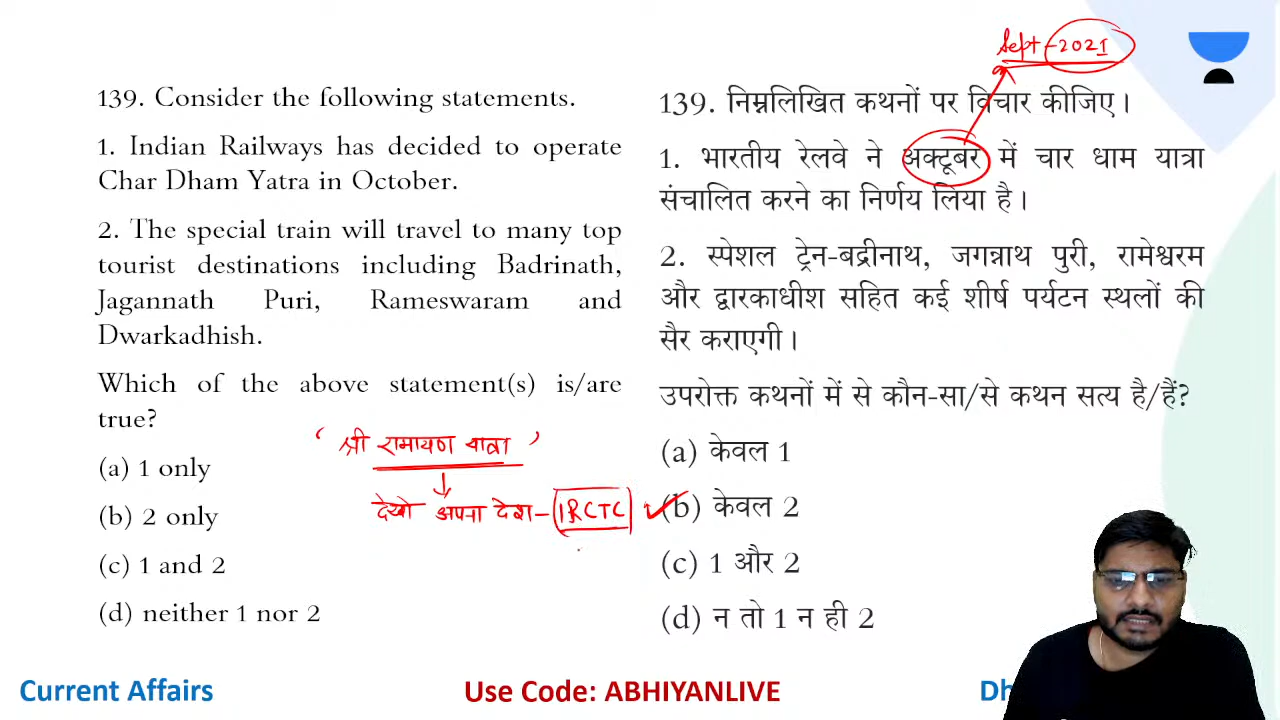 139. Consider the following statements.
1. Indian Railways has decided to operate
Char Dham Yatra in October.
2. The special train will travel to many top
tourist destinations including Badrinath,
Jagannath Puri, Rameswaram and
Dwarkadhish.
Which of the above statement(s) is/are
true?
(a) 1 only
(b) 2 only
(c) 1 and 2
(d) neither 1 nor 2
' श्री रामायण यात्रा '
देखो अपना देश - IRCTC
Sept - 2021
139. निम्नलिखित कथनों पर विचार कीजिए।
1. भारतीय रेलवे ने अक्टूबर में चार धाम यात्रा
संचालित करने का निर्णय लिया है।
2. स्पेशल ट्रेन-बद्रीनाथ, जगन्नाथ पुरी, रामेश्वरम
और द्वारकाधीश सहित कई शीर्ष पर्यटन स्थलों की
सैर कराएगी।
उपरोक्त कथनों में से कौन-सा/से कथन सत्य है/हैं?
(a) केवल 1
(b) केवल 2
(c) 1 और 2
(d) न तो 1 न ही 2
Current Affairs
Use Code: ABHIYANLIVE
Dh